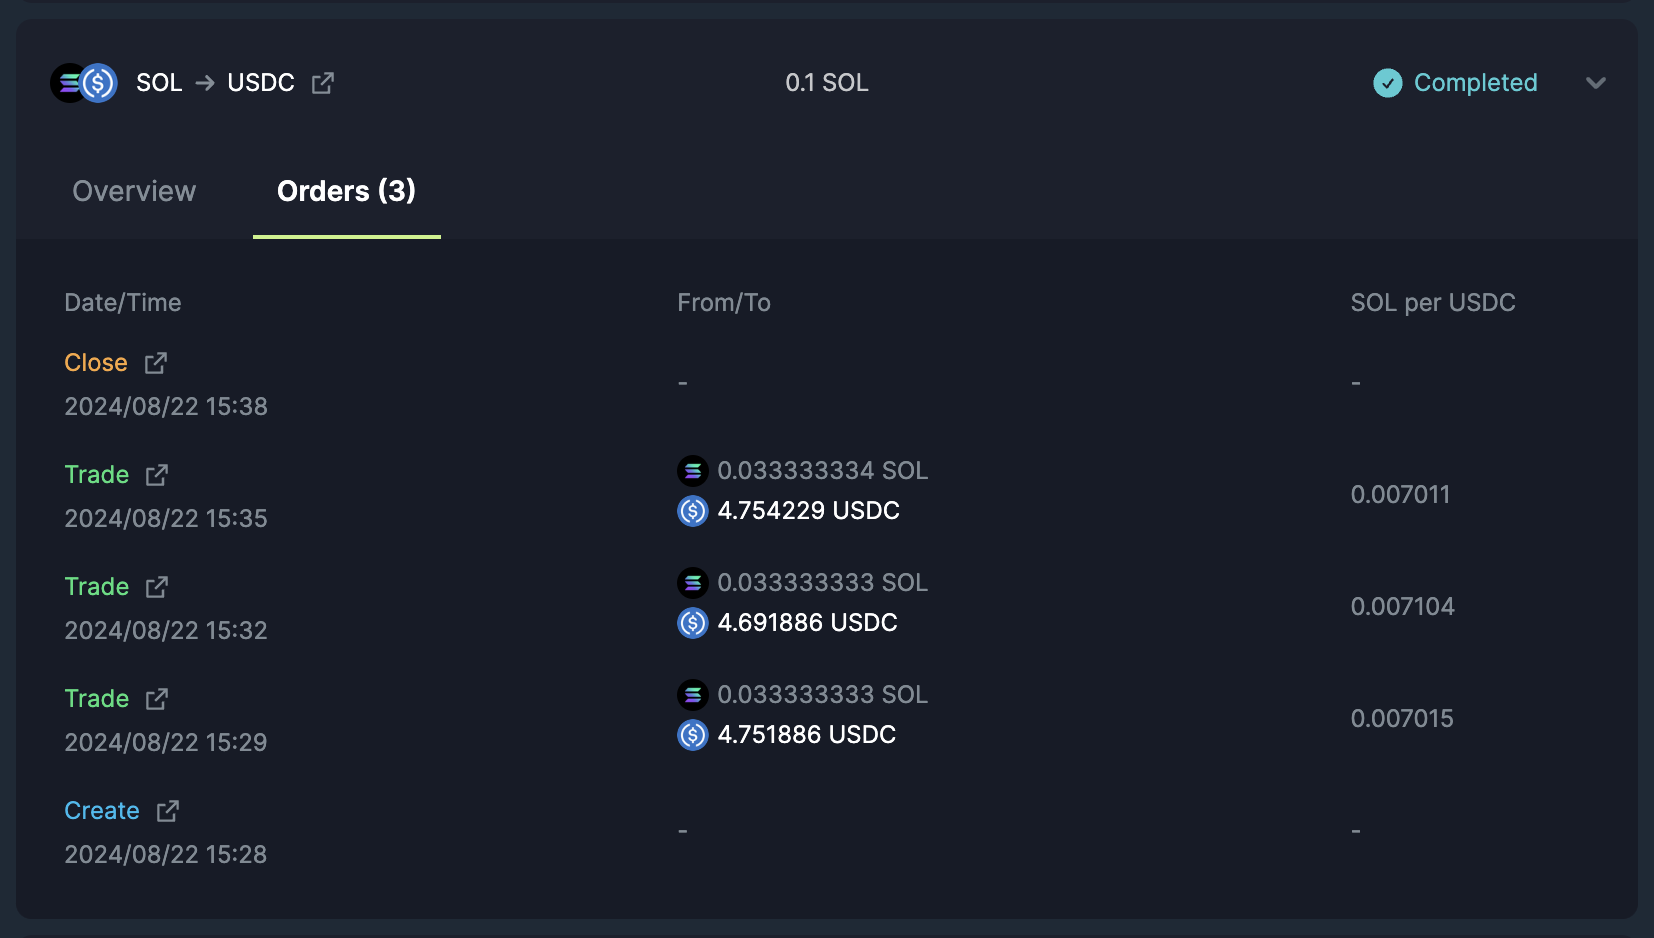 SOL → USDC
0.1 SOL
Completed
Overview
Orders (3)
Date/Time
From/To
SOL per USDC
Close
2024/08/22 15:38
-
-
Trade
2024/08/22 15:35
0.033333334 SOL
4.754229 USDC
0.007011
Trade
2024/08/22 15:32
0.033333333 SOL
4.691886 USDC
0.007104
Trade
2024/08/22 15:29
0.033333333 SOL
4.751886 USDC
0.007015
Create
2024/08/22 15:28
-
-